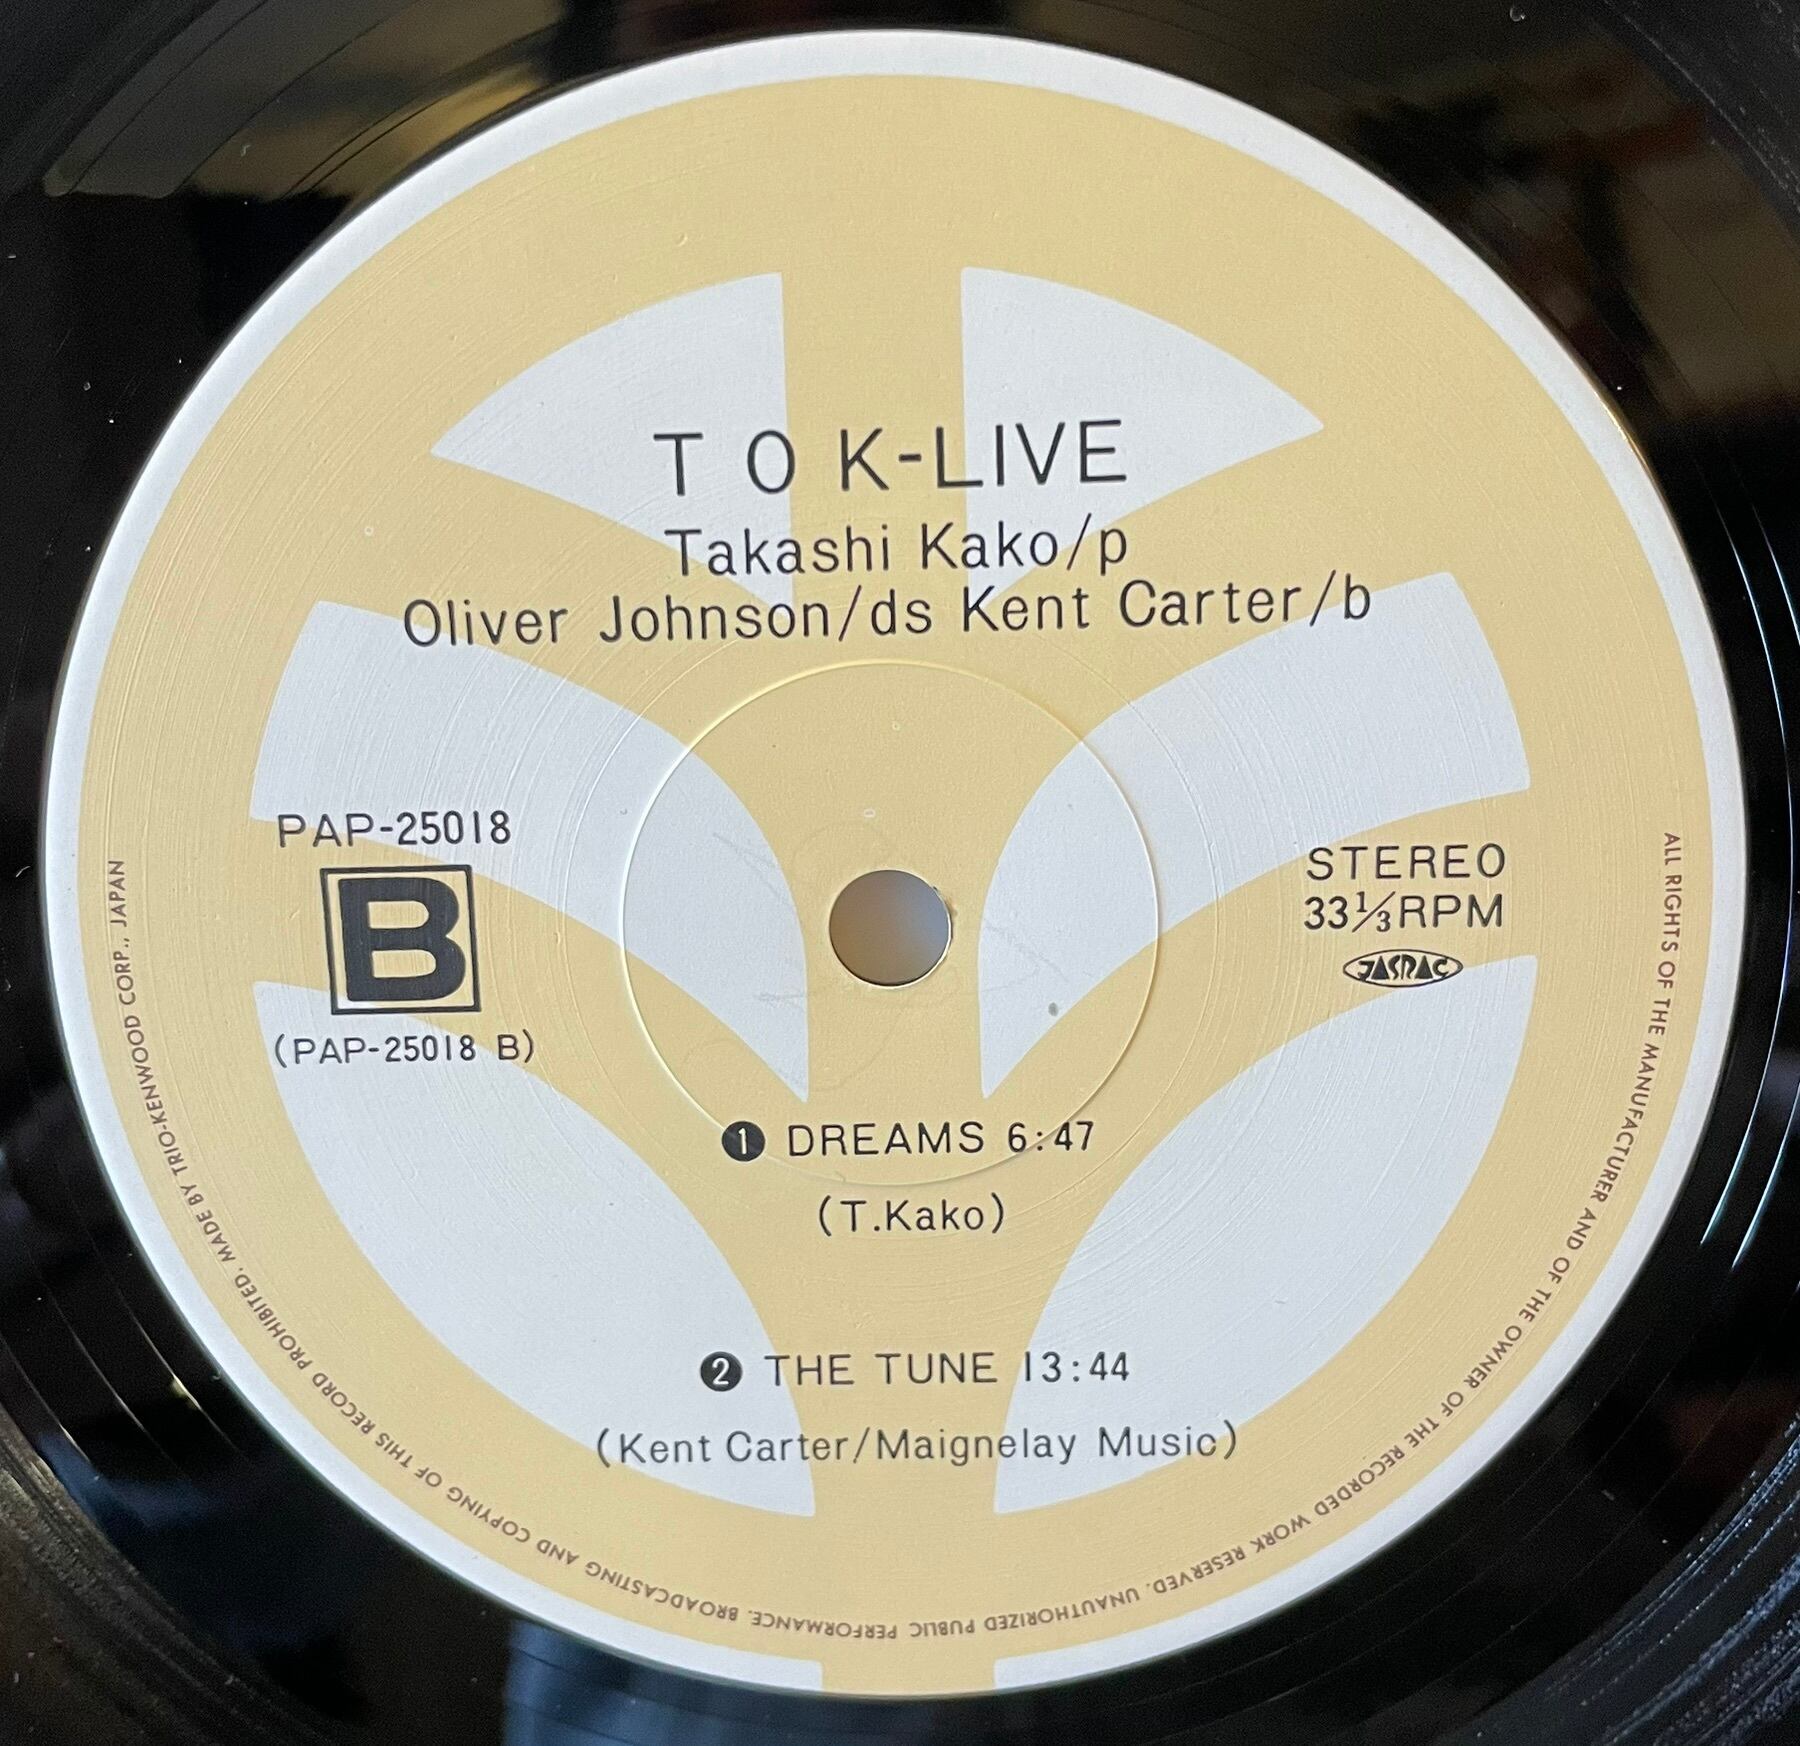 T O K-LIVE
Takashi Kako/p
Oliver Johnson/ds Kent Carter/b
PAP-25018
B
(PAP-25018 B)
STEREO
33⅓RPM
JASRAC
❶ DREAMS 6:47
(T.Kako)
❷ THE TUNE 13:44
(Kent Carter/Maignelay Music)
ALL RIGHTS OF THE MANUFACTURER AND OF THE OWNER OF THE RECORDED WORK RESERVED. UNAUTHORIZED PUBLIC PERFORMANCE. BROADCASTING AND COPYING OF THIS RECORD PROHIBITED. MADE BY TRIO-KENWOOD CORP., JAPAN